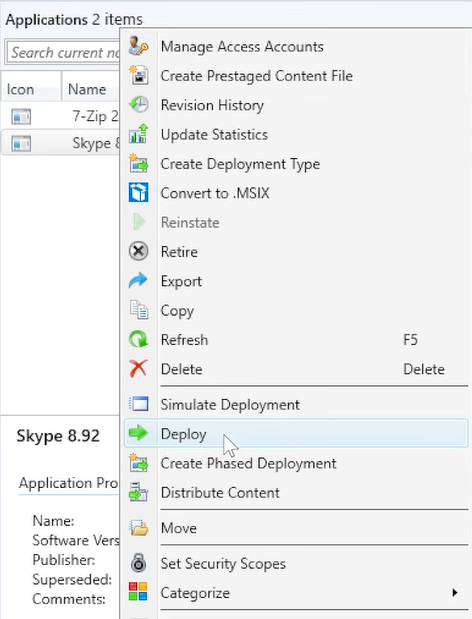 Applications 2 items
Search current no
Icon Name
7-Zip 2
Skype 8
Manage Access Accounts
Create Prestaged Content File
Revision History
Update Statistics
Create Deployment Type
Convert to .MSIX
Reinstate
Retire
Export
Copy
Refresh F5
Delete Delete
Simulate Deployment
Deploy
Create Phased Deployment
Distribute Content
Move
Set Security Scopes
Categorize
Skype 8.92
Application Pro
Name:
Software Vers
Publisher:
Superseded:
Comments: